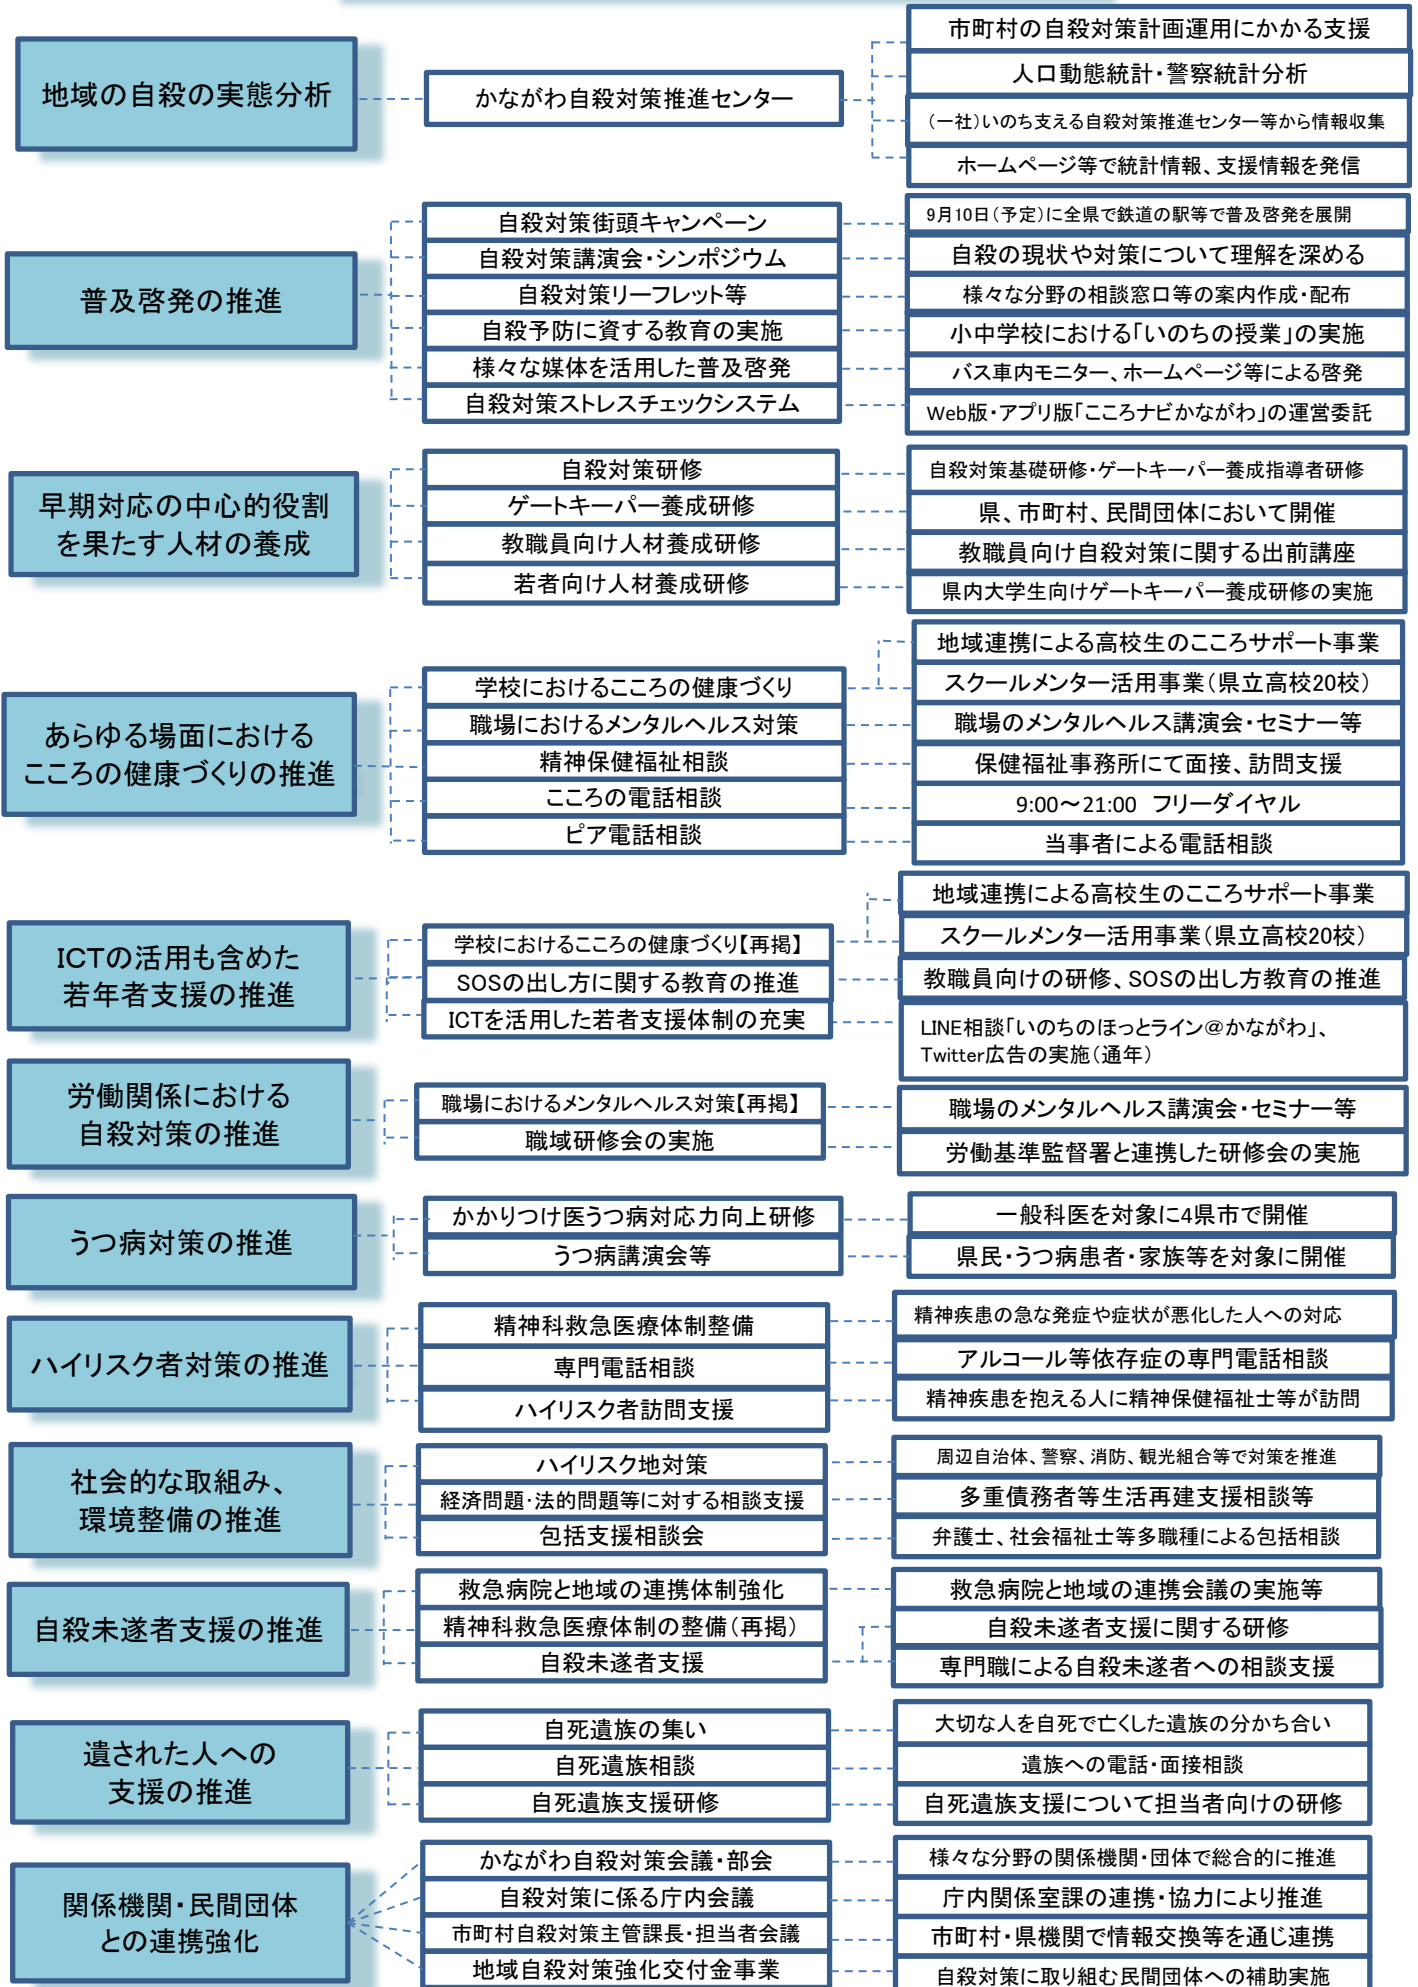 地域の自殺の実態分析
かながわ自殺対策推進センター
市町村の自殺対策計画運用にかかる支援
人口動態統計・警察統計分析
（一社）いのち支える自殺対策推進センター等から情報収集
ホームページ等で統計情報、支援情報を発信
普及啓発の推進
自殺対策街頭キャンペーン
9月10日（予定）に全県で鉄道の駅等で普及啓発を展開
自殺対策講演会・シンポジウム
自殺の現状や対策について理解を深める
自殺対策リーフレット等
様々な分野の相談窓口等の案内作成・配布
自殺予防に資する教育の実施
小中学校における「いのちの授業」の実施
様々な媒体を活用した普及啓発
バス車内モニター、ホームページ等による啓発
自殺対策ストレスチェックシステム
Web版・アプリ版「こころナビかながわ」の運営委託
早期対応の中心的役割
を果たす人材の養成
自殺対策研修
自殺対策基礎研修・ゲートキーパー養成指導者研修
ゲートキーパー養成研修
県、市町村、民間団体において開催
教職員向け人材養成研修
教職員向け自殺対策に関する出前講座
若者向け人材養成研修
県内大学生向けゲートキーパー養成研修の実施
あらゆる場面における
こころの健康づくりの推進
学校におけるこころの健康づくり
地域連携による高校生のこころサポート事業
スクールメンター活用事業（県立高校20校）
職場におけるメンタルヘルス対策
職場のメンタルヘルス講演会・セミナー等
精神保健福祉相談
保健福祉事務所にて面接、訪問支援
こころの電話相談
9:00～21:00 フリーダイヤル
ピア電話相談
当事者による電話相談
ICTの活用も含めた
若年者支援の推進
学校におけるこころの健康づくり【再掲】
地域連携による高校生のこころサポート事業
スクールメンター活用事業（県立高校20校）
SOSの出し方に関する教育の推進
教職員向けの研修、SOSの出し方教育の推進
ICTを活用した若者支援体制の充実
LINE相談「いのちのほっとライン＠かながわ」、
Twitter広告の実施（通年）
労働関係における
自殺対策の推進
職場におけるメンタルヘルス対策【再掲】
職場のメンタルヘルス講演会・セミナー等
職域研修会の実施
労働基準監督署と連携した研修会の実施
うつ病対策の推進
かかりつけ医うつ病対応力向上研修
一般科医を対象に4県市で開催
うつ病講演会等
県民・うつ病患者・家族等を対象に開催
ハイリスク者対策の推進
精神科救急医療体制整備
精神疾患の急な発症や症状が悪化した人への対応
専門電話相談
アルコール等依存症の専門電話相談
ハイリスク者訪問支援
精神疾患を抱える人に精神保健福祉士等が訪問
社会的な取組み、
環境整備の推進
ハイリスク地対策
周辺自治体、警察、消防、観光組合等で対策を推進
経済問題・法的問題等に対する相談支援
多重債務者等生活再建支援相談等
包括支援相談会
弁護士、社会福祉士等多職種による包括相談
自殺未遂者支援の推進
救急病院と地域の連携体制強化
救急病院と地域の連携会議の実施等
精神科救急医療体制の整備（再掲）
自殺未遂者支援
自殺未遂者支援に関する研修
専門職による自殺未遂者への相談支援
遺された人への
支援の推進
自死遺族の集い
大切な人を自死で亡くした遺族の分かち合い
自死遺族相談
遺族への電話・面接相談
自死遺族支援研修
自死遺族支援について担当者向けの研修
関係機関・民間団体
との連携強化
かながわ自殺対策会議・部会
様々な分野の関係機関・団体で総合的に推進
自殺対策に係る庁内会議
庁内関係室課の連携・協力により推進
市町村自殺対策主管課長・担当者会議
市町村・県機関で情報交換等を通じ連携
地域自殺対策強化交付金事業
自殺対策に取り組む民間団体への補助実施